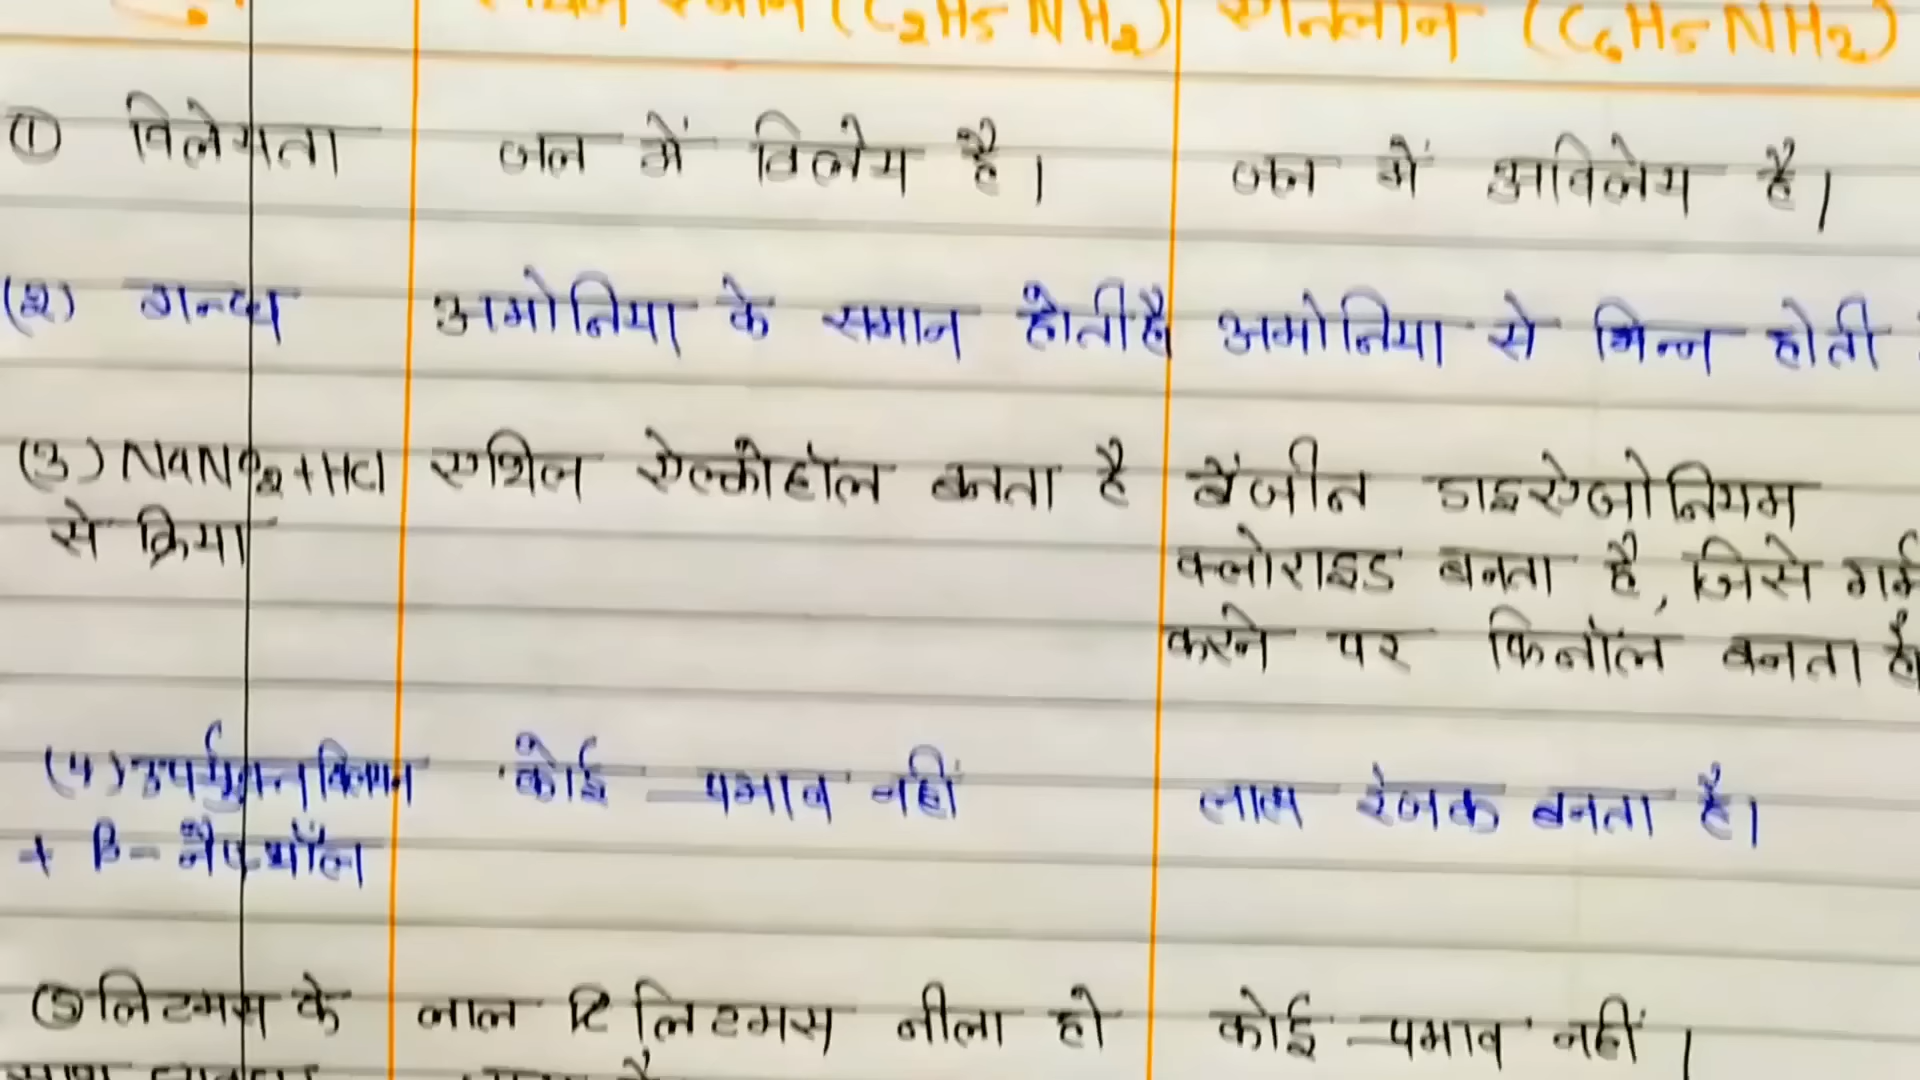 एथिल एमीन (C2H5NH2) एनिलीन (C6H5NH2)
① विलेयता जल में विलेय है। जल में अविलेय है।
(2) गन्ध अमोनिया के समान होती है अमोनिया से भिन्न होती
(3) NaNO2+HCl एथिल ऐल्कोहॉल बनता है बेंजीन डाइऐजोनियम
से क्रिया क्लोराइड बनता है, जिसे गर्म
करने पर फिनॉल बनता है
(4) उपर्युक्त विलयन कोई प्रभाव नहीं लाल रंजक बनता है।
+ β- नैफ्थॉल
⑤ लिटमस के लाल लिटमस नीला हो कोई प्रभाव नहीं।